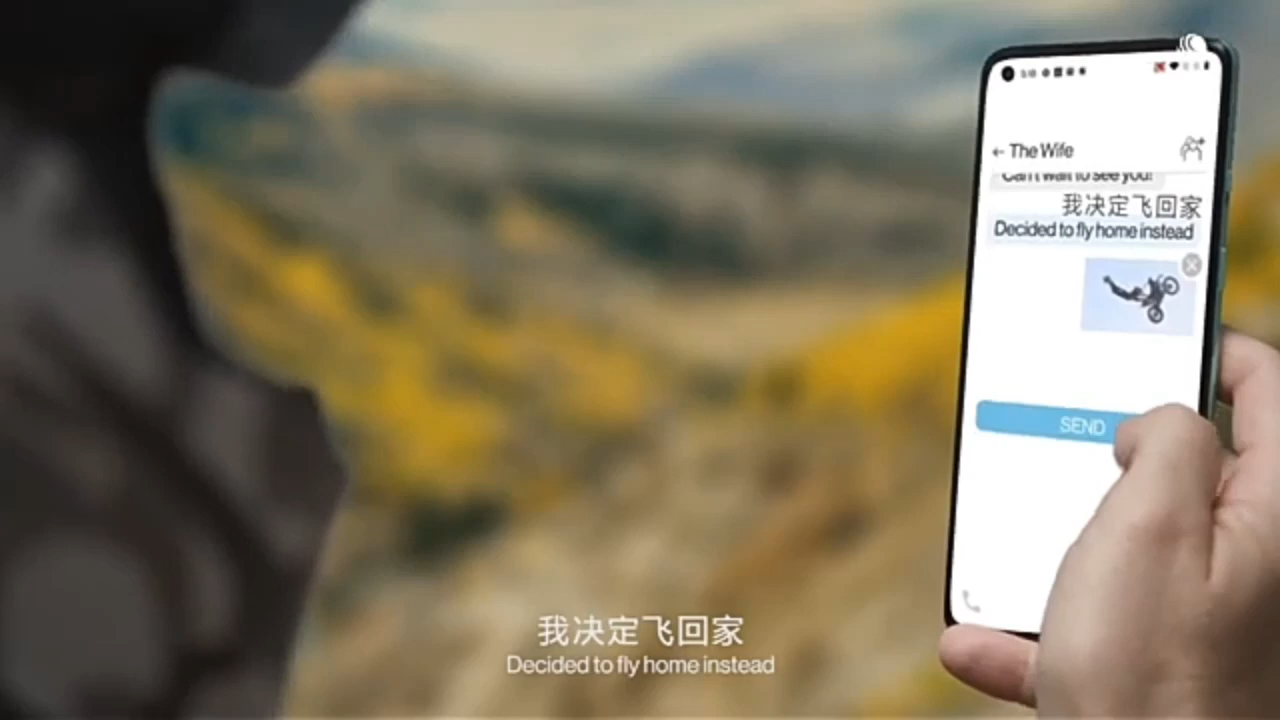 ← The Wife
Can't wait to see you!
我决定飞回家
Decided to fly home instead
SEND
我决定飞回家
Decided to fly home instead